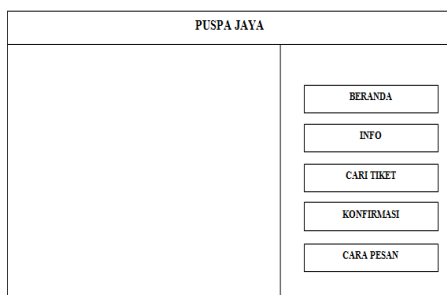 PUSPA JAYA
BERANDA
INFO
CARI TIKET
KONFIRMASI
CARA PESAN